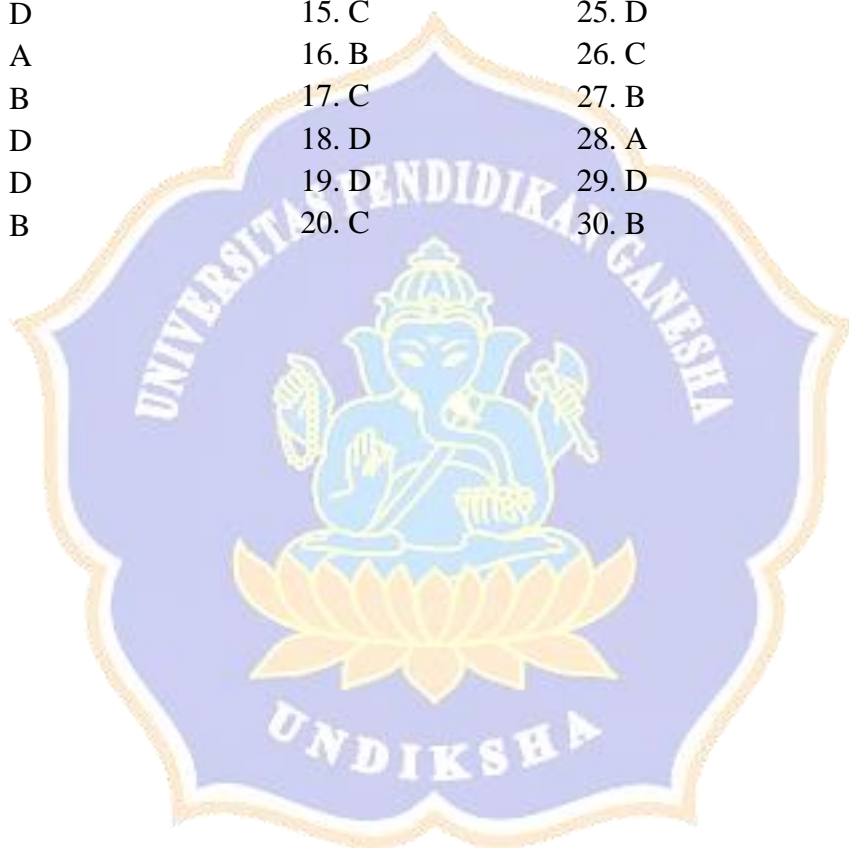 D 15. C 25. D
A 16. B 26. C
B 17. C 27. B
D 18. D 28. A
D 19. D 29. D
B 20. C 30. B
UNIVERSITAS PENDIDIKAN GANESHA
UNDIKSHA